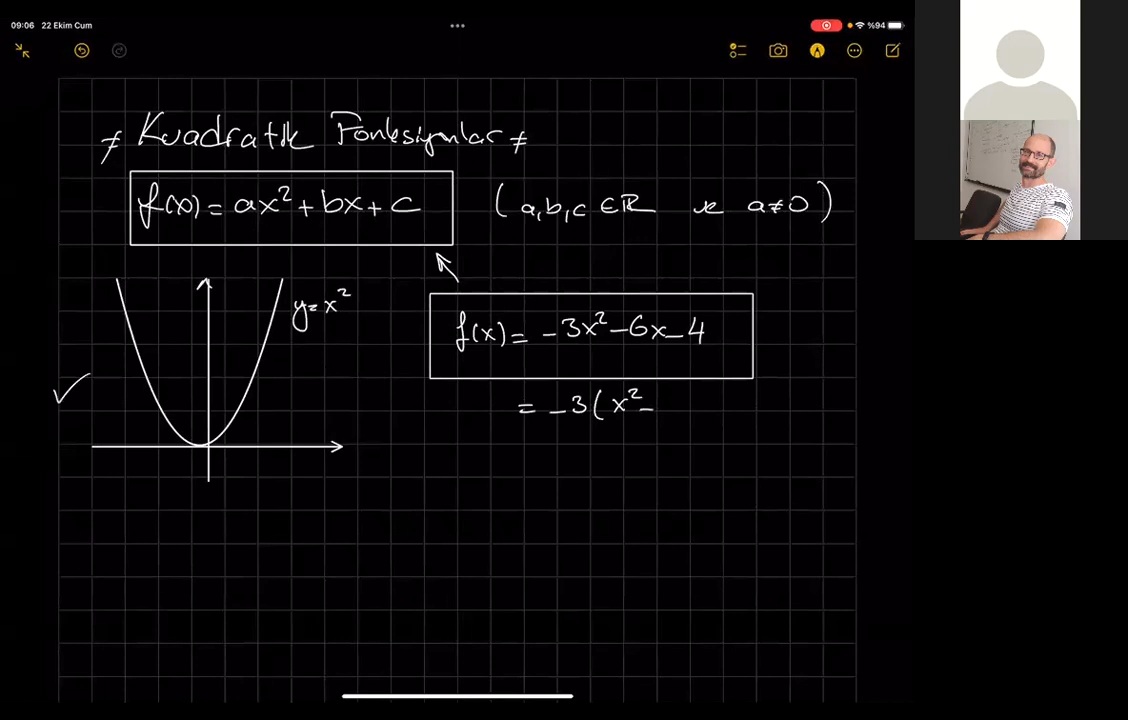 09:06 22 Ekim Cum %94
≠ Kuadratik Fonksiyonlar ≠
f(x) = ax² + bx + c (a,b,c ∈ ℝ ve a≠0)
y = x²
f(x) = -3x² - 6x - 4
= -3(x² -